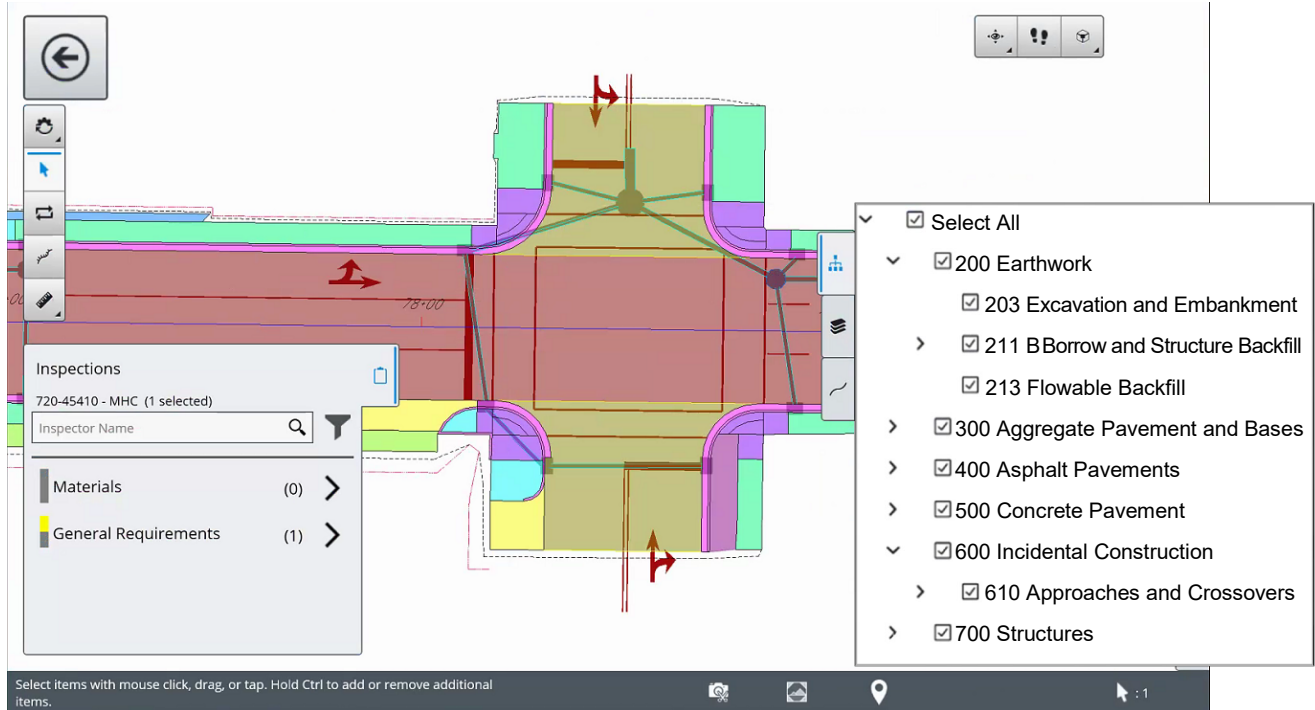 Select All
200 Earthwork
203 Excavation and Embankment
78+00
211 BBorrow and Structure Backfill
Inspections
213 Flowable Backfill
720-45410 - MHC (1 selected)
Inspector Name
300 Aggregate Pavement and Bases
400 Asphalt Pavements
Materials (0)
500 Concrete Pavement
General Requirements (1)
600 Incidental Construction
610 Approaches and Crossovers
700 Structures
Select items with mouse click, drag, or tap. Hold Ctrl to add or remove additional
items.
: 1